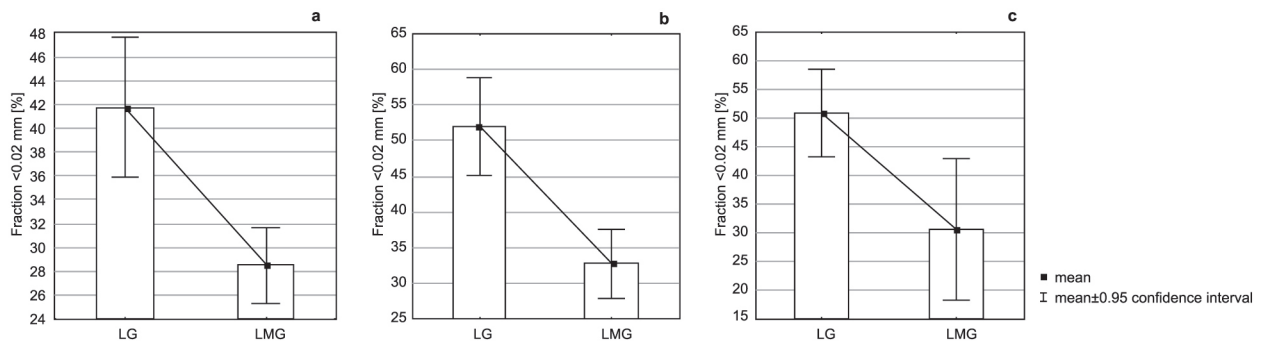 a
48
46
44
42
40
38
36
34
32
30
28
26
24
Fraction <0.02 mm [%]
LG
LMG
b
65
60
55
50
45
40
35
30
25
Fraction <0.02 mm [%]
LG
LMG
c
65
60
55
50
45
40
35
30
25
20
15
Fraction <0.02 mm [%]
LG
LMG
mean
mean±0.95 confidence interval